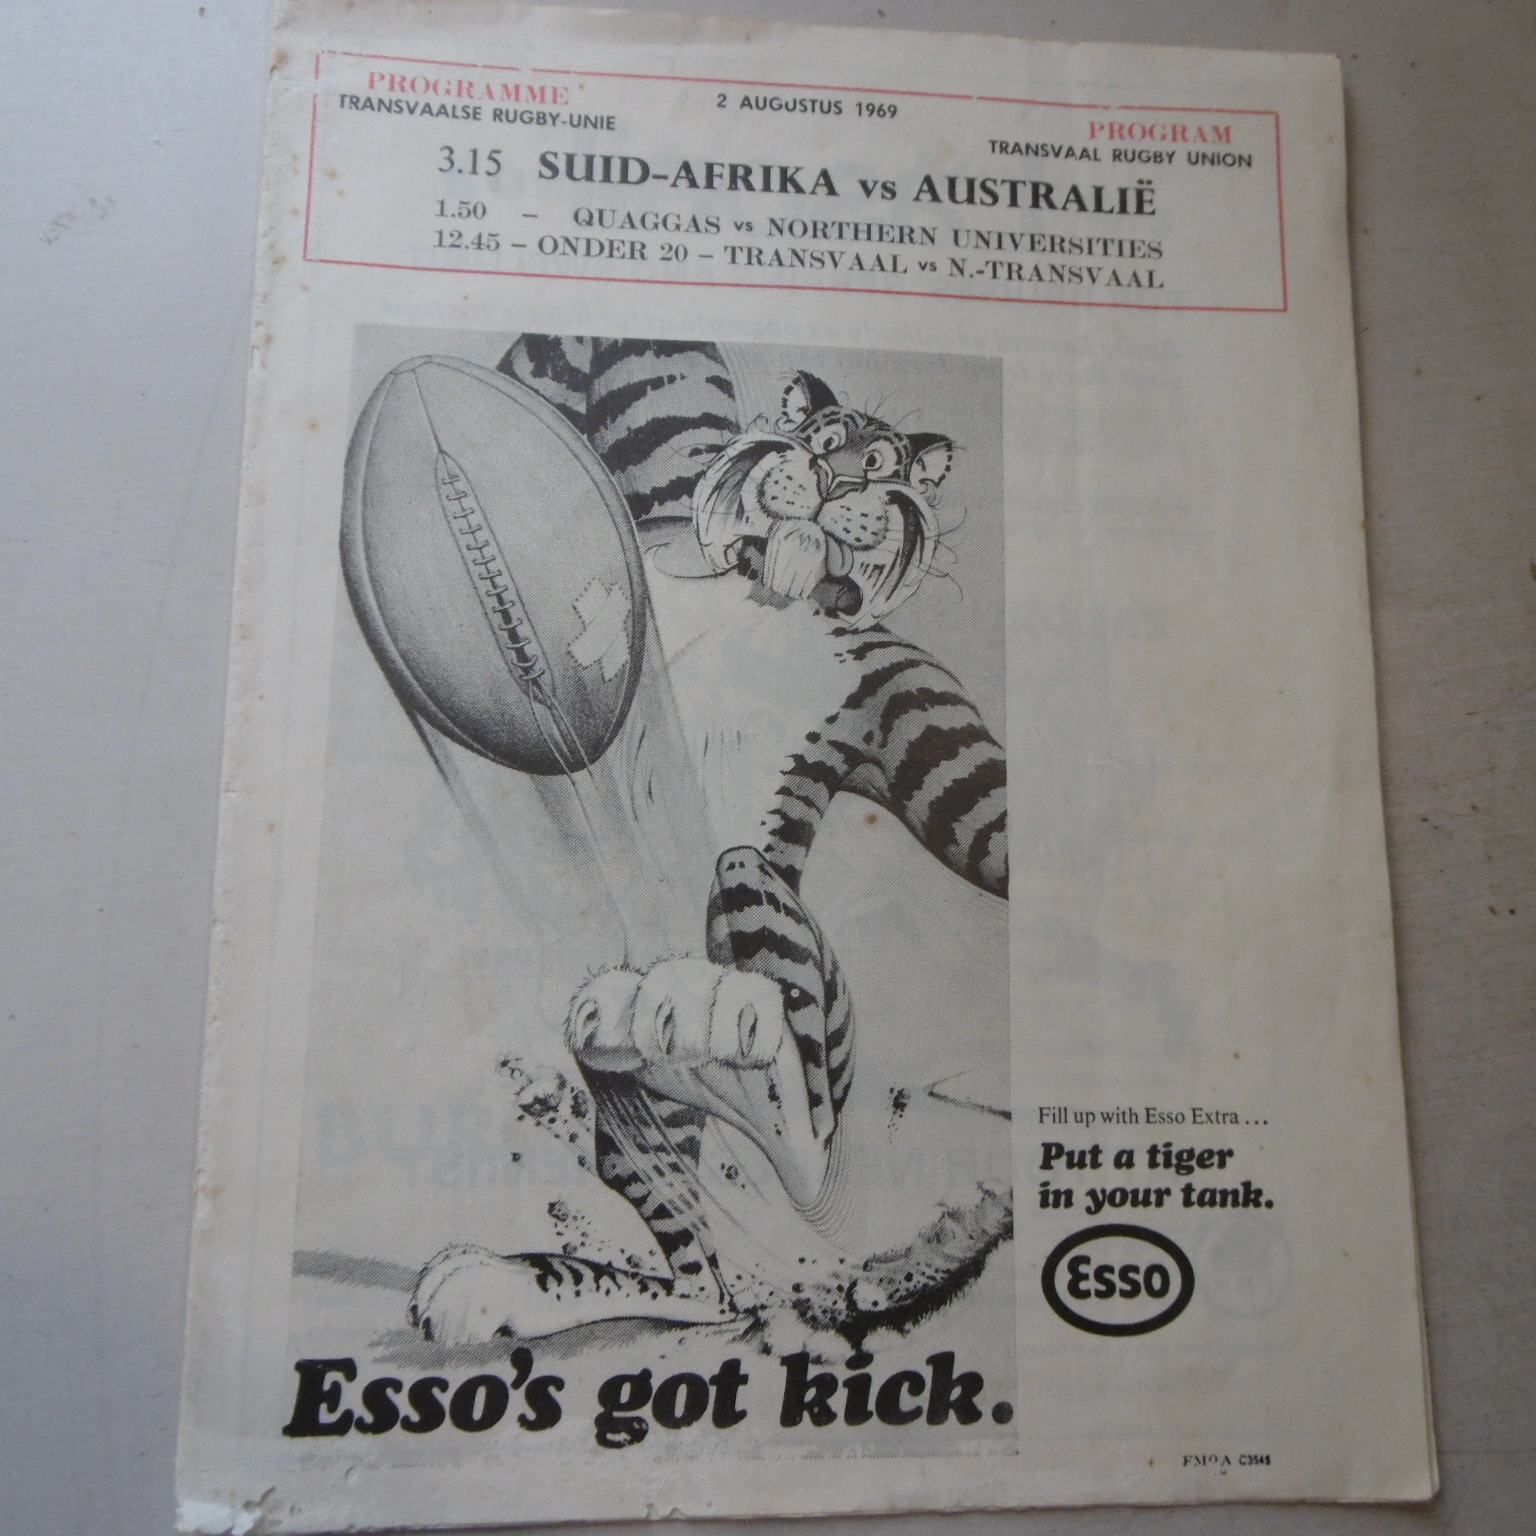 PROGRAMME
TRANSVAALSE RUGBY-UNIE
2 AUGUSTUS 1969
PROGRAM
TRANSVAAL RUGBY UNION
3.15 SUID-AFRIKA vs AUSTRALIË
1.50 – QUAGGAS vs NORTHERN UNIVERSITIES
12.45 – ONDER 20 – TRANSVAAL vs N.-TRANSVAAL
Fill up with Esso Extra ...
Put a tiger
in your tank.
Esso
Esso's got kick.
C3545